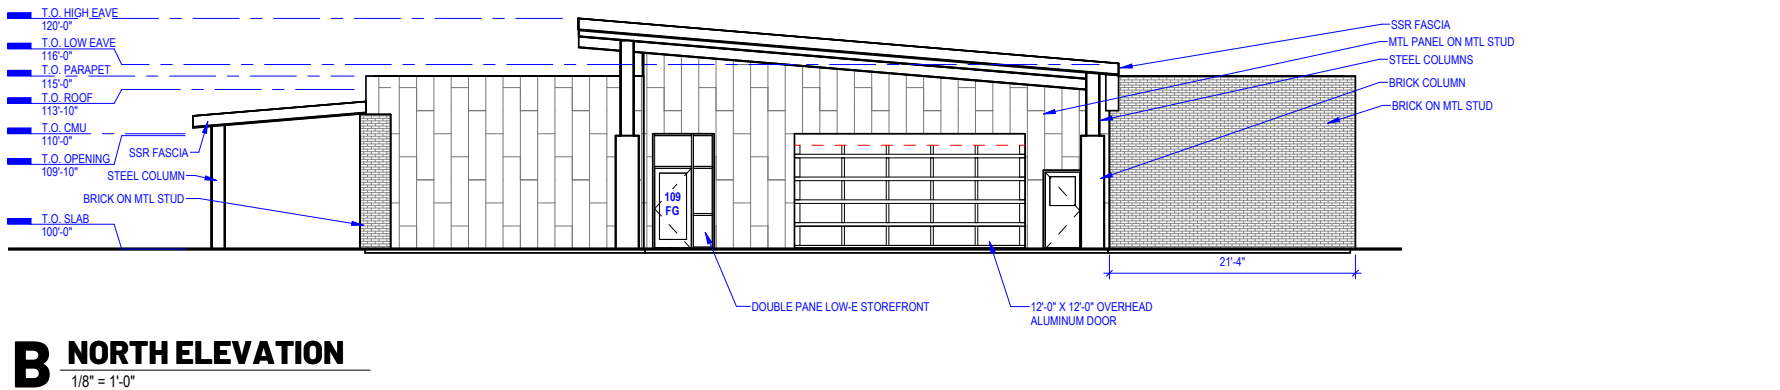 T.O. HIGH EAVE
120'-0"
T.O. LOW EAVE
116'-0"
T.O. PARAPET
115'-0"
T.O. ROOF
113'-10"
T.O. CMU
110'-0"
T.O. OPENING
109'-10"
T.O. SLAB
100'-0"
SSR FASCIA
STEEL COLUMN
BRICK ON MTL STUD
109
FG
SSR FASCIA
MTL PANEL ON MTL STUD
STEEL COLUMNS
BRICK COLUMN
BRICK ON MTL STUD
21'-4"
DOUBLE PANE LOW-E STOREFRONT
12'-0" X 12'-0" OVERHEAD
ALUMINUM DOOR
B NORTH ELEVATION
1/8" = 1'-0"